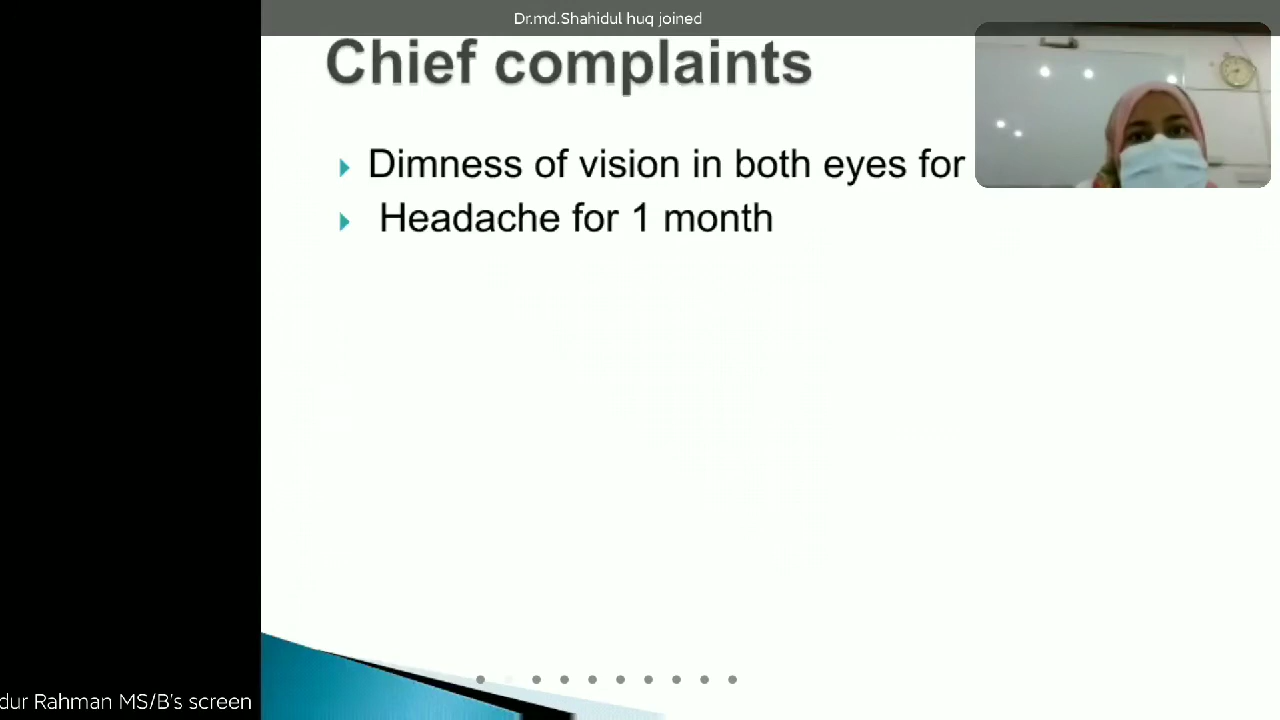 Dr.md.Shahidul huq joined
Chief complaints
Dimness of vision in both eyes for
Headache for 1 month
dur Rahman MS/B's screen